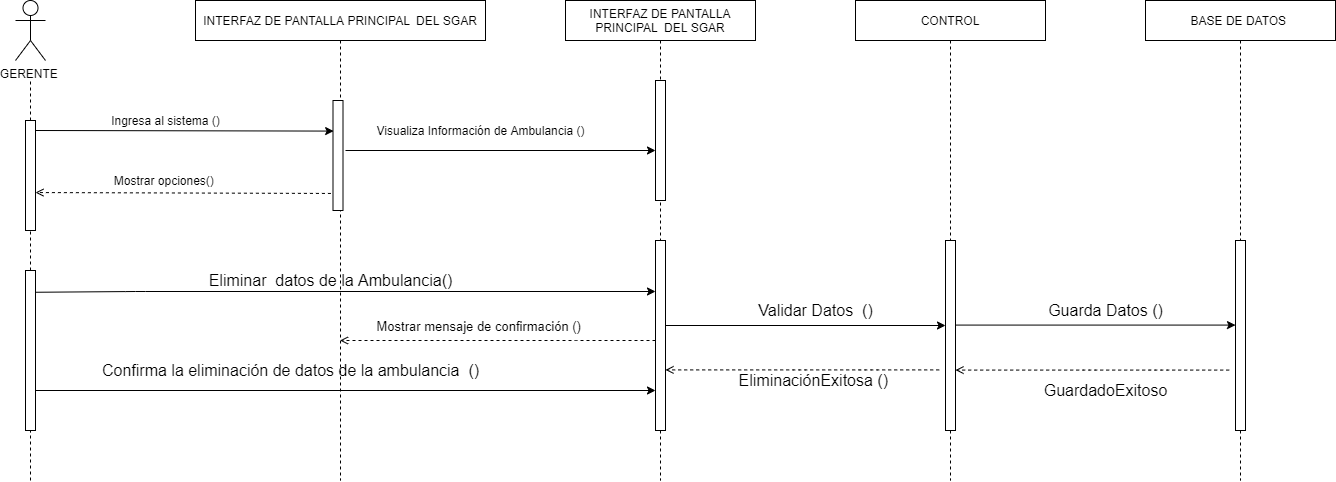 GERENTE
INTERFAZ DE PANTALLA PRINCIPAL DEL SGAR
INTERFAZ DE PANTALLA
PRINCIPAL DEL SGAR
CONTROL
BASE DE DATOS
Ingresa al sistema ()
Visualiza Información de Ambulancia ()
Mostrar opciones()
Eliminar datos de la Ambulancia()
Validar Datos ()
Guarda Datos ()
Mostrar mensaje de confirmación ()
Confirma la eliminación de datos de la ambulancia ()
EliminaciónExitosa ()
GuardadoExitoso